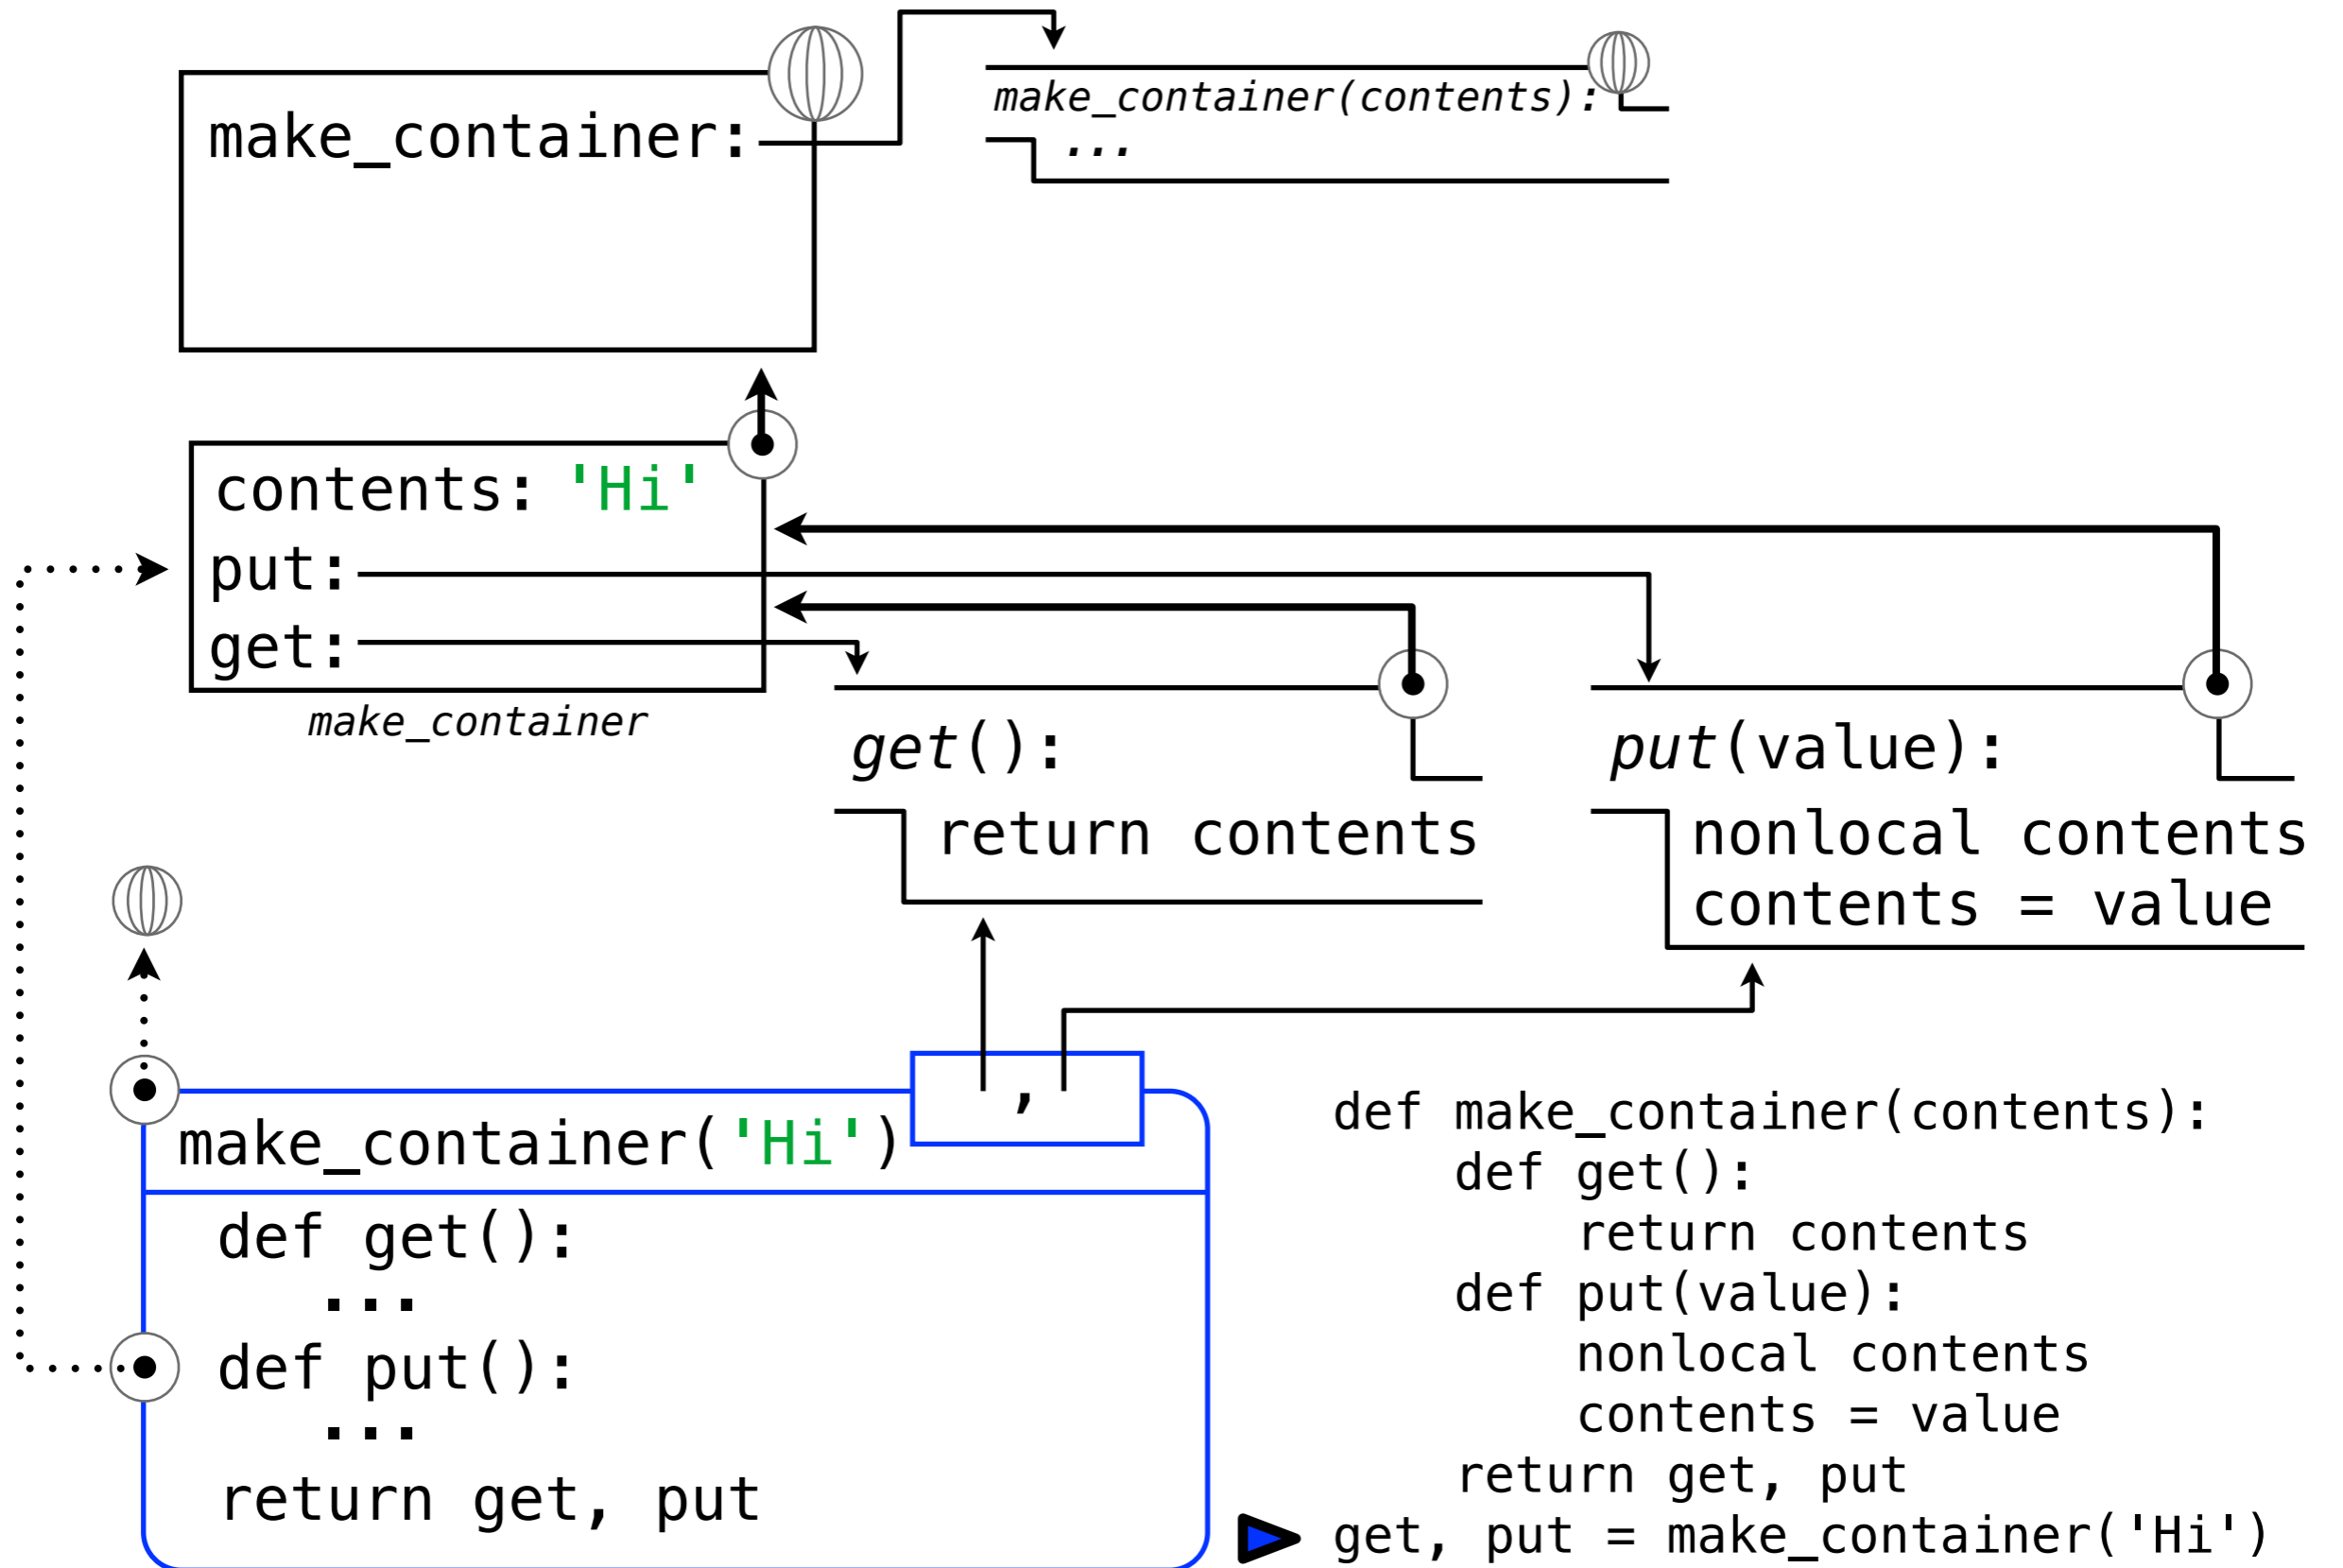 make_container:
make_container(contents):
...
contents: 'Hi'
put:
get:
make_container
get():
return contents
put(value):
nonlocal contents
contents = value
,
make_container('Hi')
def get():
...
def put():
...
return get, put
def make_container(contents):
def get():
return contents
def put(value):
nonlocal contents
contents = value
return get, put
get, put = make_container('Hi')